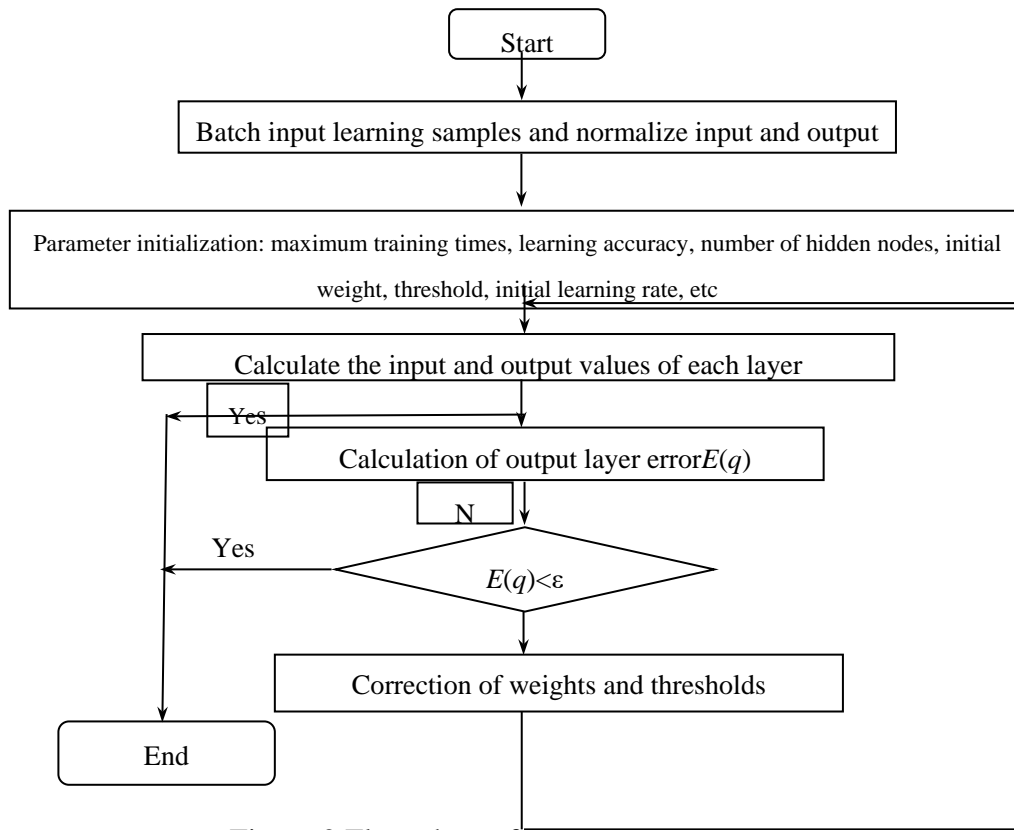 Start
Batch input learning samples and normalize input and output
Parameter initialization: maximum training times, learning accuracy, number of hidden nodes, initial
weight, threshold, initial learning rate, etc
Calculate the input and output values of each layer
Yes
Calculation of output layer errorE(q)
N
Yes
E(q)<ε
Correction of weights and thresholds
End